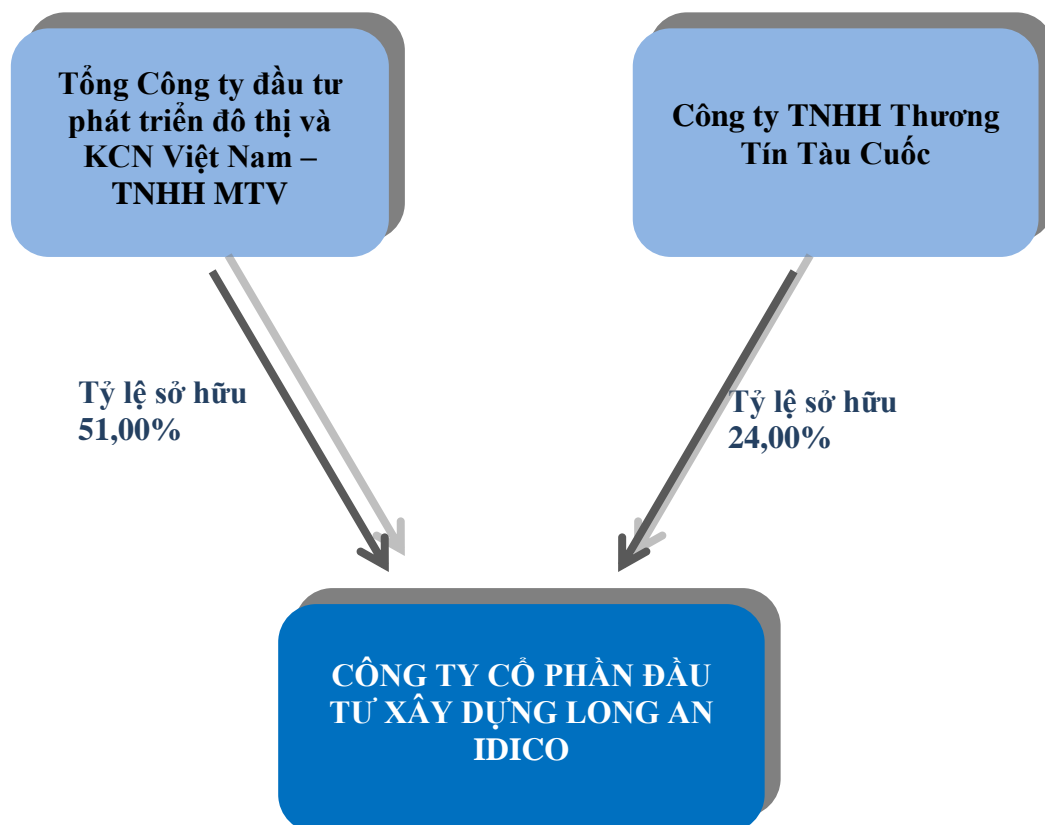 Tổng Công ty đầu tư
phát triển đô thị và
KCN Việt Nam –
TNHH MTV
Công ty TNHH Thương
Tín Tàu Cuốc
Tỷ lệ sở hữu
51,00%
Tỷ lệ sở hữu
24,00%
CÔNG TY CỔ PHẦN ĐẦU
TƯ XÂY DỰNG LONG AN
IDICO